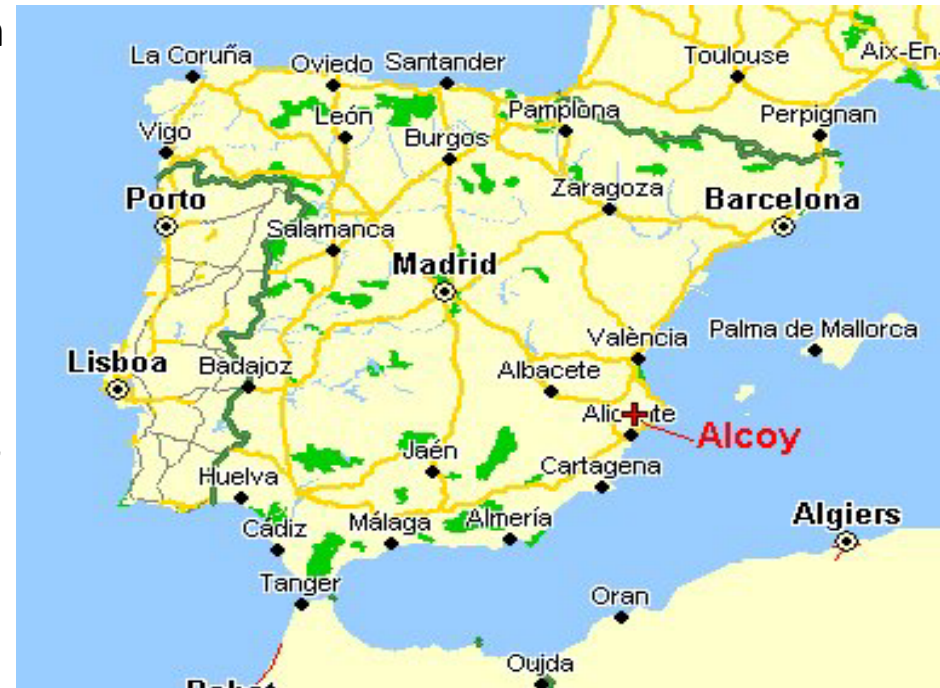 La Coruña
Oviedo
Santander
Toulouse
Aix-En-
León
Pamplona
Perpignan
Vigo
Burgos
Zaragoza
Porto
Barcelona
Salamanca
Madrid
València
Palma de Mallorca
Lisboa
Badajoz
Albacete
Alcoy
Jaén
Cartagena
Huelva
Málaga
Almería
Algiers
Cádiz
Tanger
Oran
Oujda